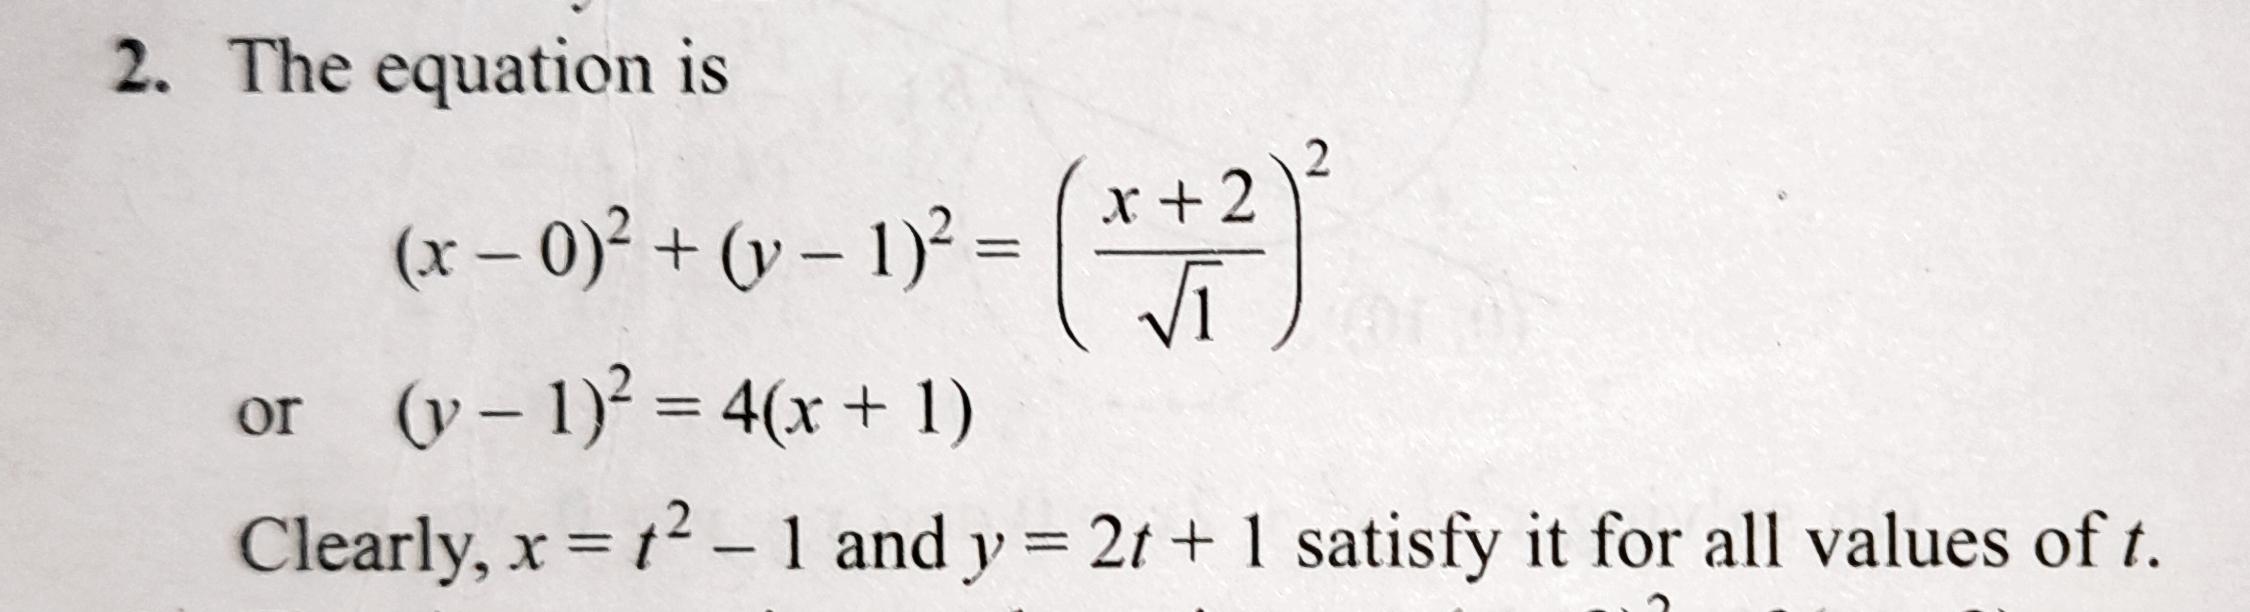 2. The equation is
(x – 0)² + (y – 1)² = ((x + 2)/√1)²
or (y – 1)² = 4(x + 1)
Clearly, x = t² – 1 and y = 2t + 1 satisfy it for all values of t.